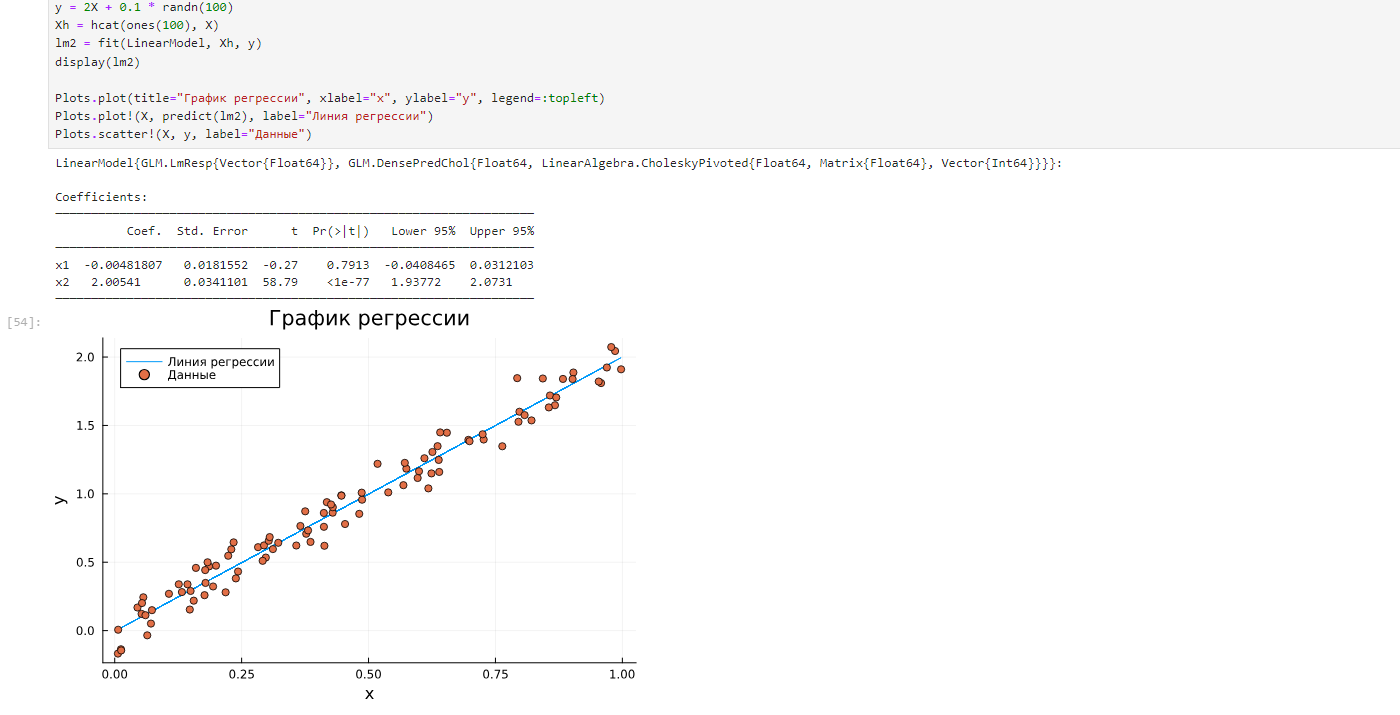 y = 2X + 0.1 * randn(100)
Xh = hcat(ones(100), X)
lm2 = fit(LinearModel, Xh, y)
display(lm2)
Plots.plot(title="График регрессии", xlabel="x", ylabel="y", legend=:topleft)
Plots.plot!(X, predict(lm2), label="Линия регрессии")
Plots.scatter!(X, y, label="Данные")
LinearModel{GLM.LmResp{Vector{Float64}}, GLM.DensePredChol{Float64, LinearAlgebra.CholeskyPivoted{Float64, Matrix{Float64}, Vector{Int64}}}}:
Coefficients:
Coef. Std. Error t Pr(>|t|) Lower 95% Upper 95%
x1 -0.00481807 0.0181552 -0.27 0.7913 -0.0408465 0.0312103
x2 2.00541 0.0341101 58.79 <1e-77 1.93772 2.0731
[54]:
График регрессии
Линия регрессии
Данные
2.0
1.5
1.0
0.5
0.0
y
0.00 0.25 0.50 0.75 1.00
x